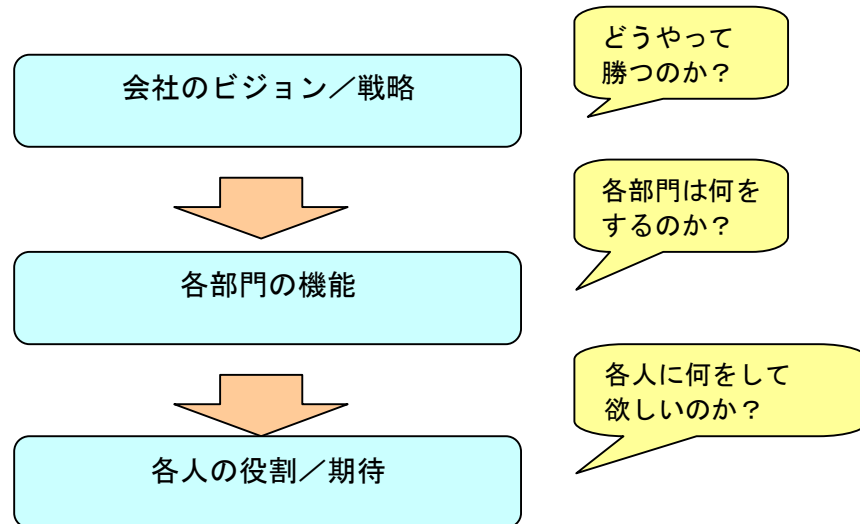 会社のビジョン／戦略
どうやって
勝つのか？
各部門の機能
各部門は何を
するのか？
各人の役割／期待
各人に何をして
欲しいのか？